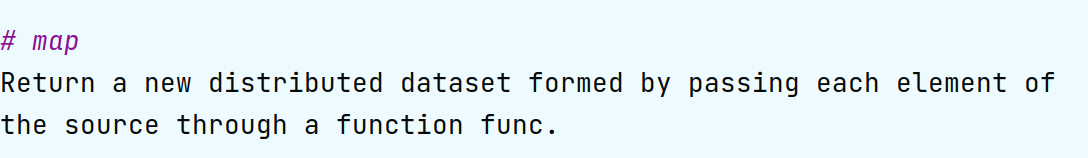 # map
Return a new distributed dataset formed by passing each element of
the source through a function func.